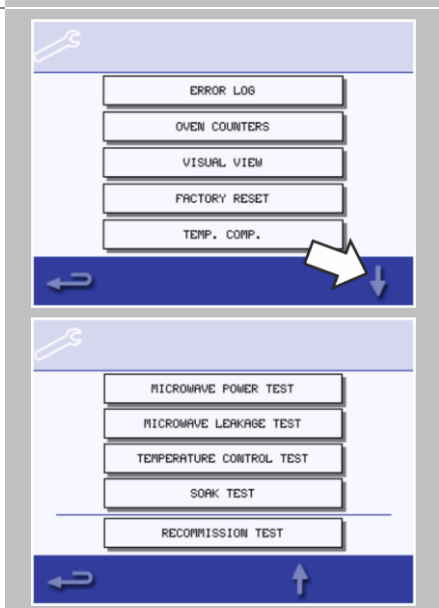 ERROR LOG
OVEN COUNTERS
VISUAL VIEW
FACTORY RESET
TEMP. COMP.
MICROWAVE POWER TEST
MICROWAVE LEAKAGE TEST
TEMPERATURE CONTROL TEST
SOAK TEST
RECOMMISSION TEST